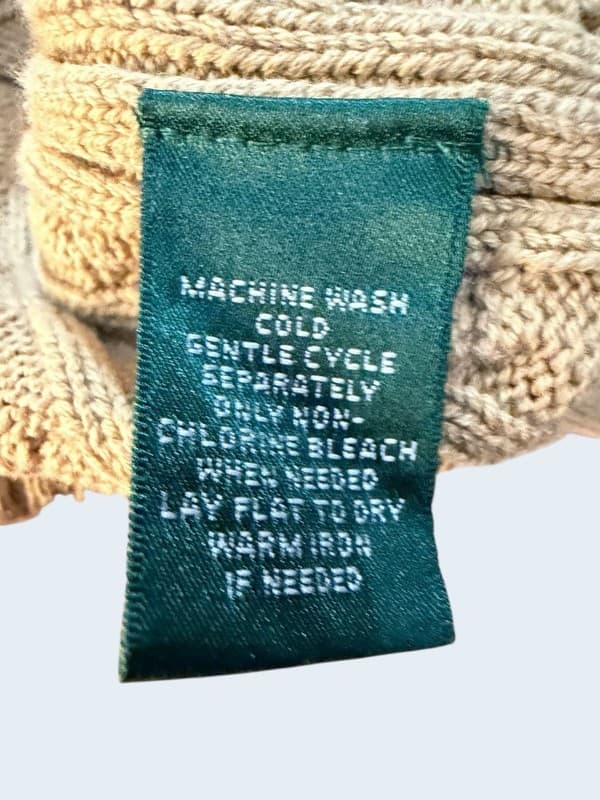 MACHINE WASH
COLD
GENTLE CYCLE
SEPARATELY
ONLY NON-
CHLORINE BLEACH
WHEN NEEDED
LAY FLAT TO DRY
WARM IRON
IF NEEDED